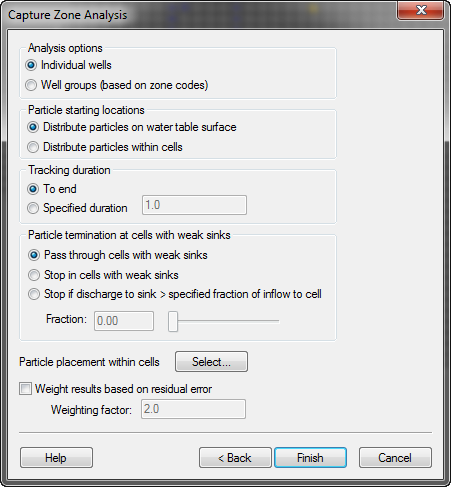 Capture Zone Analysis
Analysis options
Individual wells
Well groups (based on zone codes)
Particle starting locations
Distribute particles on water table surface
Distribute particles within cells
Tracking duration
To end
Specified duration 1.0
Particle termination at cells with weak sinks
Pass through cells with weak sinks
Stop in cells with weak sinks
Stop if discharge to sink > specified fraction of inflow to cell
Fraction: 0.00
Particle placement within cells Select...
Weight results based on residual error
Weighting factor: 2.0
Help < Back Finish Cancel